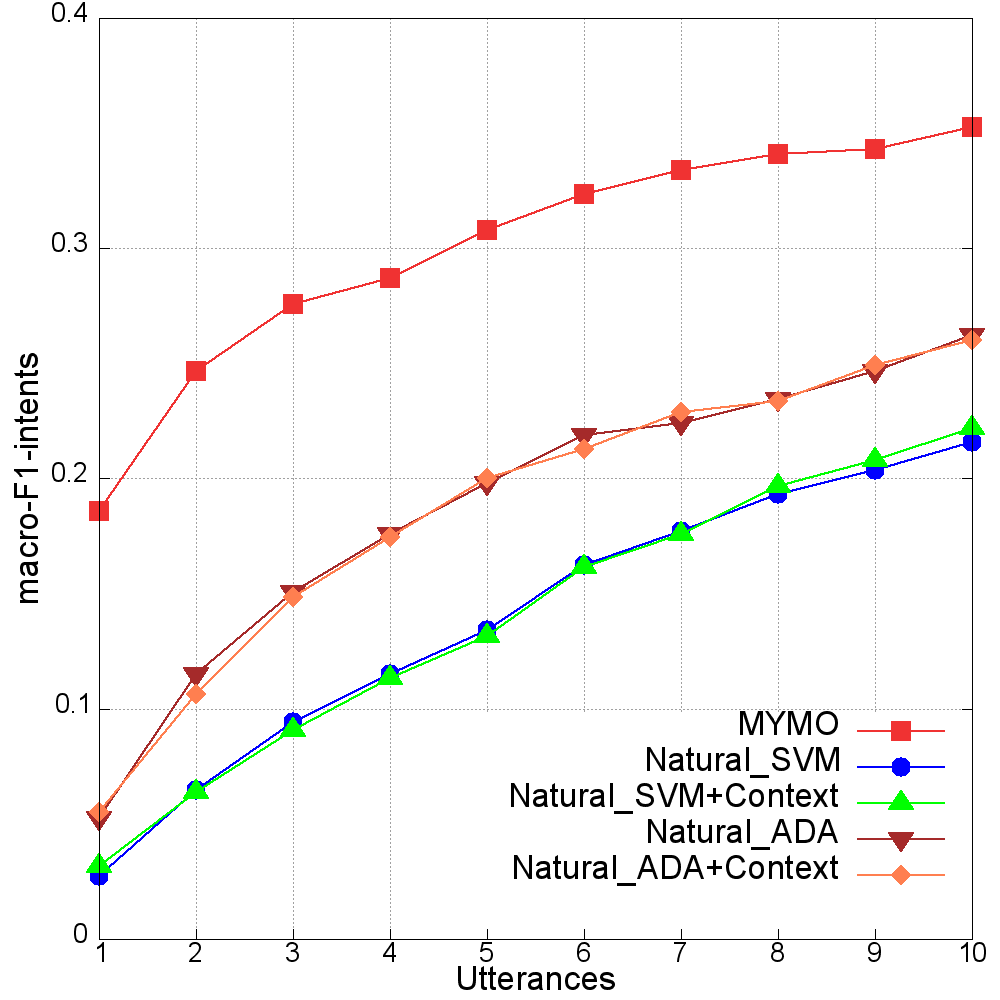 0.4
0.3
0.2
0.1
0
macro-F1-intents
MYMO
Natural_SVM
Natural_SVM+Context
Natural_ADA
Natural_ADA+Context
1 2 3 4 5 6 7 8 9 10
Utterances